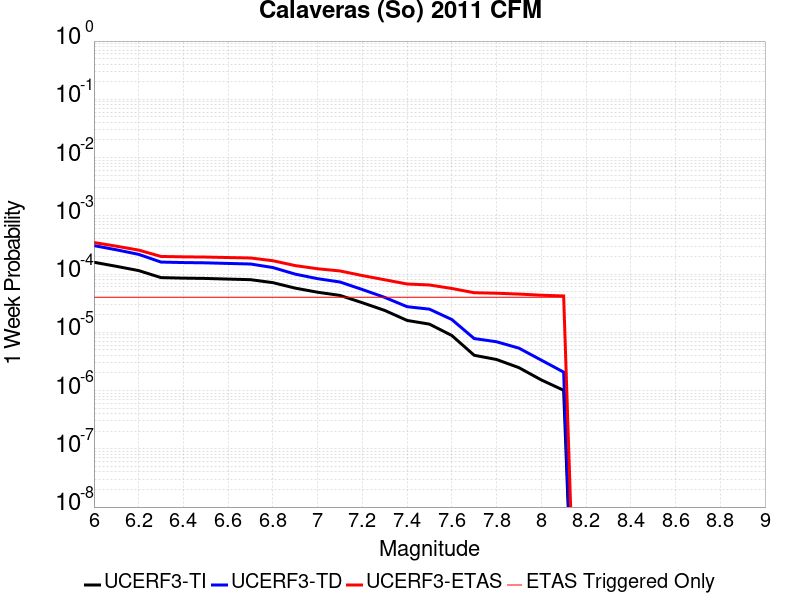 Calaveras (So) 2011 CFM
10^0
10^-1
10^-2
10^-3
10^-4
10^-5
10^-6
10^-7
10^-8
1 Week Probability
6 6.2 6.4 6.6 6.8 7 7.2 7.4 7.6 7.8 8 8.2 8.4 8.6 8.8 9
Magnitude
UCERF3-TI UCERF3-TD UCERF3-ETAS ETAS Triggered Only